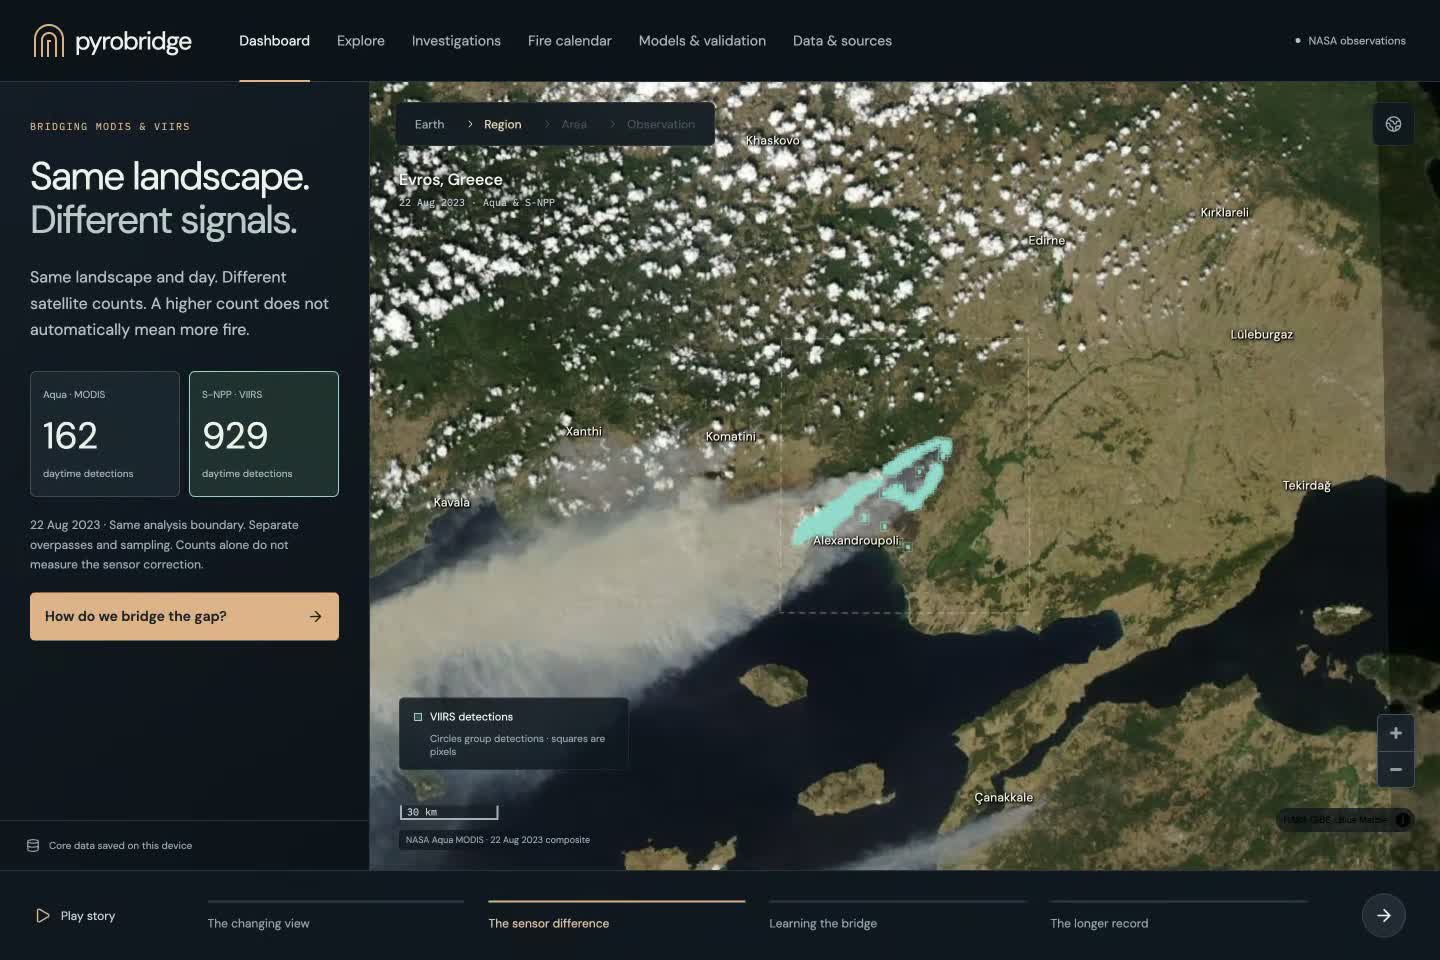 pyrobridge
Dashboard
Explore
Investigations
Fire calendar
Models & validation
Data & sources
NASA observations
BRIDGING MODIS & VIIRS
Same landscape.
Different signals.
Same landscape and day. Different
satellite counts. A higher count does not
automatically mean more fire.
Aqua · MODIS
162
daytime detections
S-NPP · VIIRS
929
daytime detections
22 Aug 2023 · Same analysis boundary. Separate
overpasses and sampling. Counts alone do not
measure the sensor correction.
How do we bridge the gap?
Core data saved on this device
Earth
Region
Area
Observation
Evros, Greece
22 Aug 2023 · Aqua & S-NPP
Khaskovo
Kırklareli
Edirne
Lüleburgaz
Xanthi
Komatini
Kavala
Tekirdağ
Alexandroupoli
Çanakkale
VIIRS detections
Circles group detections · squares are
pixels
30 km
NASA Aqua MODIS · 22 Aug 2023 composite
NASA GIBS · Blue Marble
Play story
The changing view
The sensor difference
Learning the bridge
The longer record